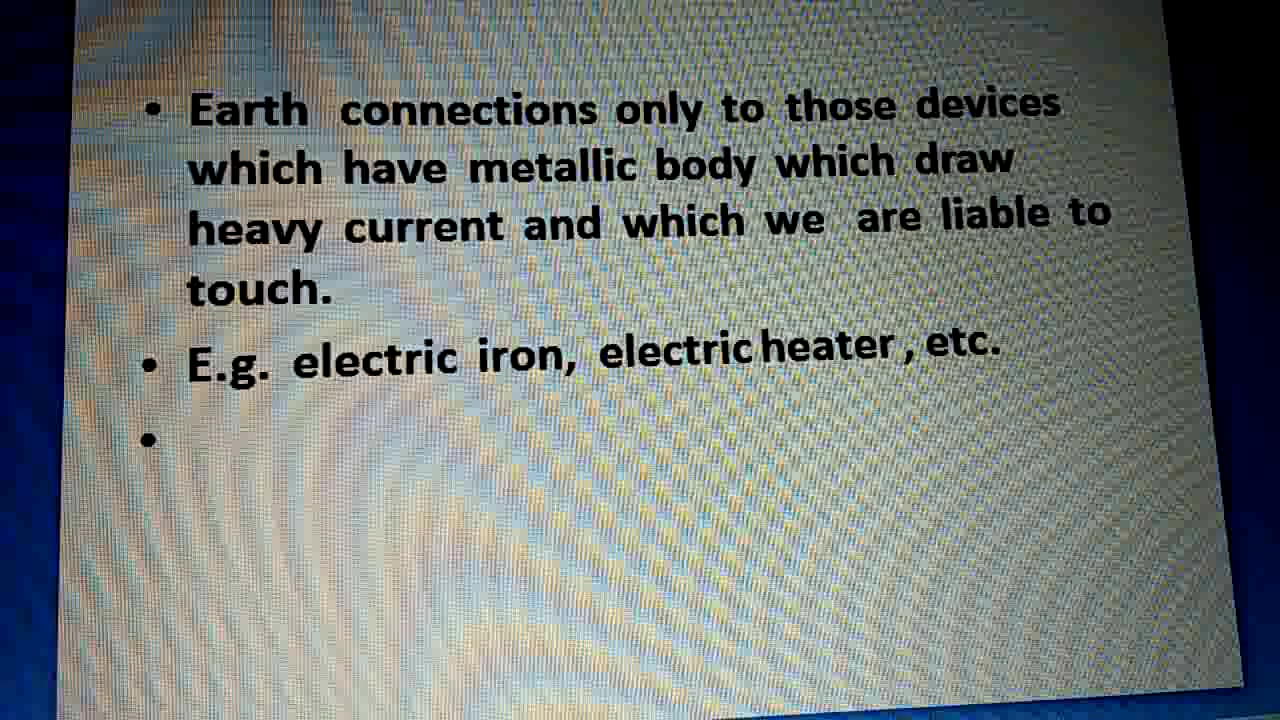 • Earth connections only to those devices
which have metallic body which draw
heavy current and which we are liable to
touch.
• E.g. electric iron, electric heater , etc.
•